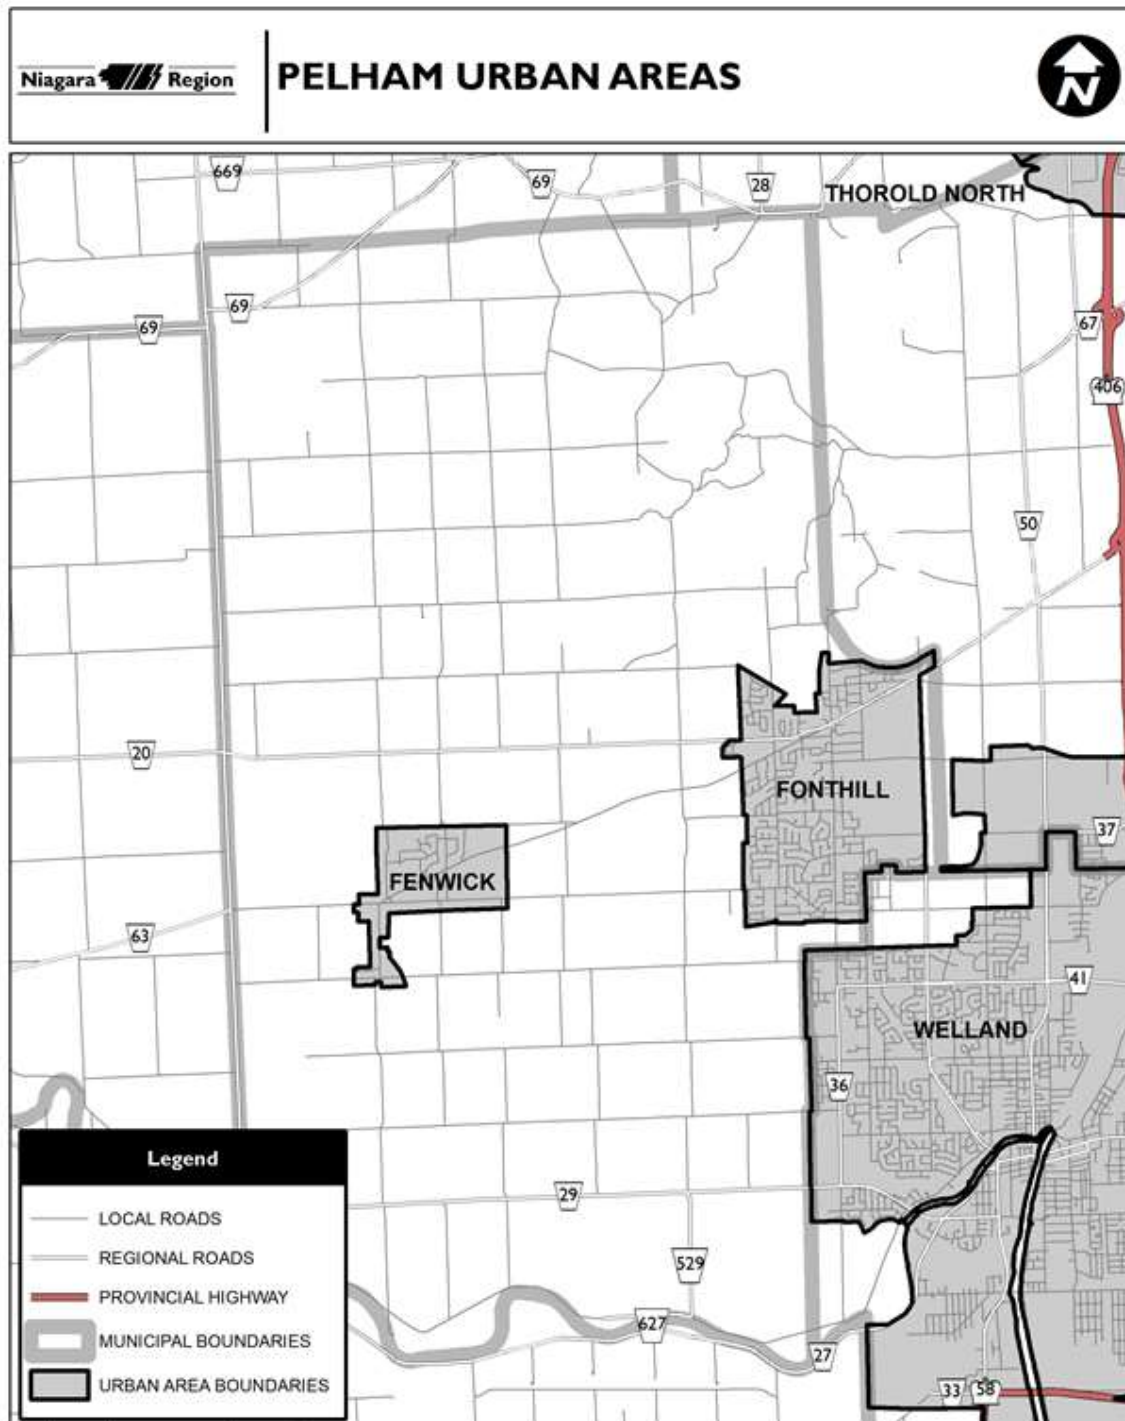 Niagara Region
PELHAM URBAN AREAS
N
669
69
28
THOROLD NORTH
69
69
67
406
50
20
FONTHILL
37
FENWICK
63
41
WELLAND
36
Legend
LOCAL ROADS
REGIONAL ROADS
PROVINCIAL HIGHWAY
MUNICIPAL BOUNDARIES
URBAN AREA BOUNDARIES
29
529
627
27
33
58